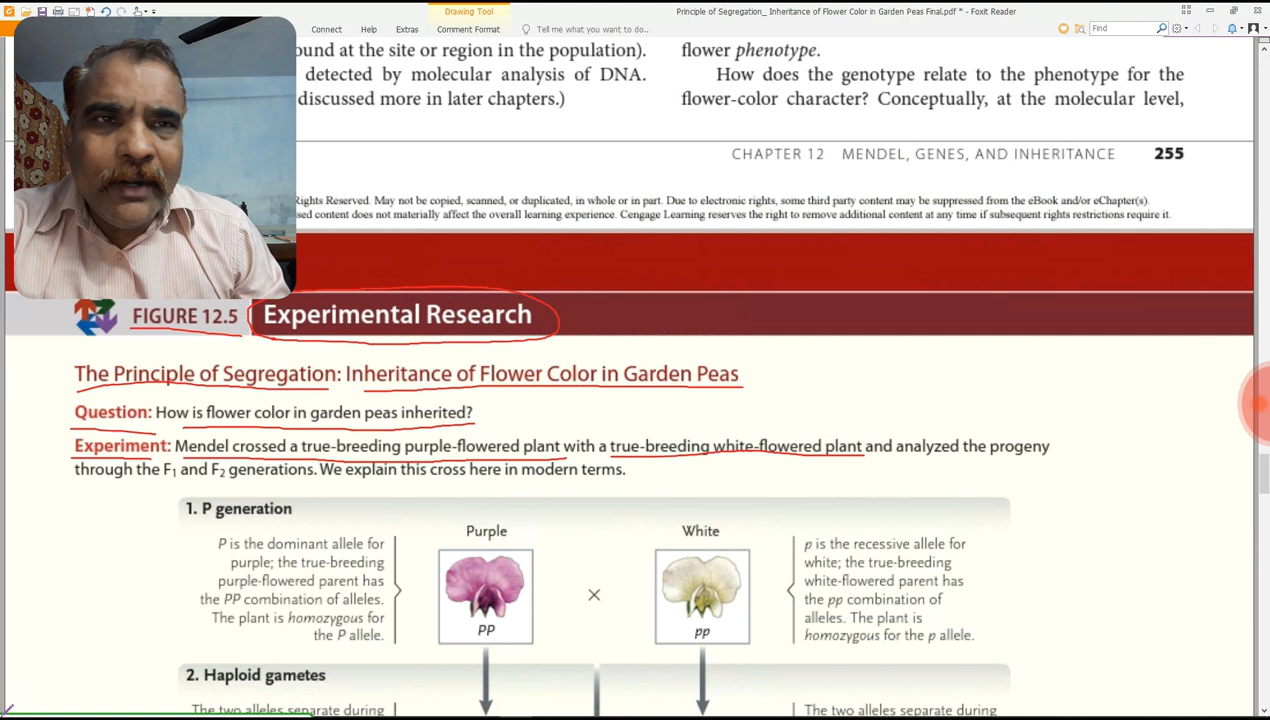 Drawing Tool
Principle of Segregation_ Inheritance of Flower Color in Garden Peas Final.pdf * - Foxit Reader
Connect Help Extras Comment Format Tell me what you want to do.. Find
ound at the site or region in the population).
detected by molecular analysis of DNA.
discussed more in later chapters.)
flower phenotype.
How does the genotype relate to the phenotype for the
flower-color character? Conceptually, at the molecular level,
CHAPTER 12 MENDEL, GENES, AND INHERITANCE 255
Rights Reserved. May not be copied, scanned, or duplicated, in whole or in part. Due to electronic rights, some third party content may be suppressed from the eBook and/or eChapter(s).
sed content does not materially affect the overall learning experience. Cengage Learning reserves the right to remove additional content at any time if subsequent rights restrictions require it.
FIGURE 12.5 Experimental Research
The Principle of Segregation: Inheritance of Flower Color in Garden Peas
Question: How is flower color in garden peas inherited?
Experiment: Mendel crossed a true-breeding purple-flowered plant with a true-breeding white-flowered plant and analyzed the progeny
through the F1 and F2 generations. We explain this cross here in modern terms.
1. P generation
P is the dominant allele for
purple; the true-breeding
purple-flowered parent has
the PP combination of alleles.
The plant is homozygous for
the P allele.
Purple
PP
×
White
pp
p is the recessive allele for
white; the true-breeding
white-flowered parent has
the pp combination of
alleles. The plant is
homozygous for the p allele.
2. Haploid gametes
The two alleles separate during
The two alleles separate during